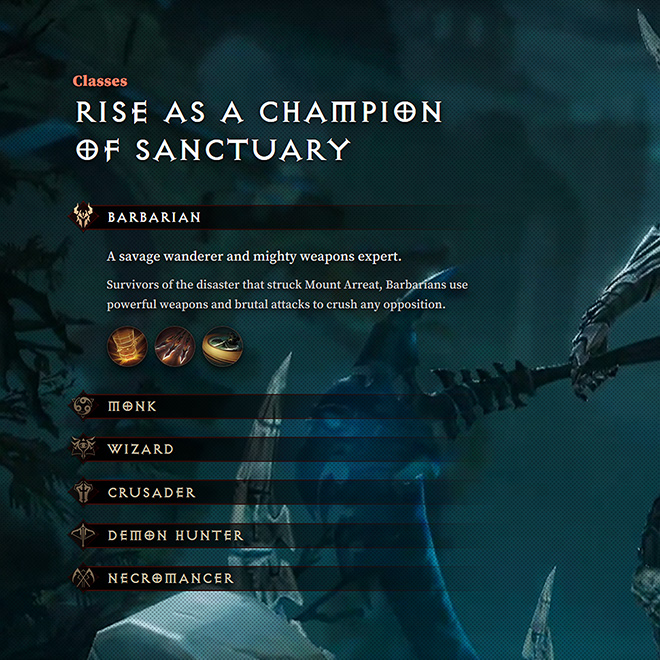 Classes
RISE AS A CHAMPION
OF SANCTUARY
BARBARIAN
A savage wanderer and mighty weapons expert.
Survivors of the disaster that struck Mount Arreat, Barbarians use
powerful weapons and brutal attacks to crush any opposition.
MONK
WIZARD
CRUSADER
DEMON HUNTER
NECROMANCER